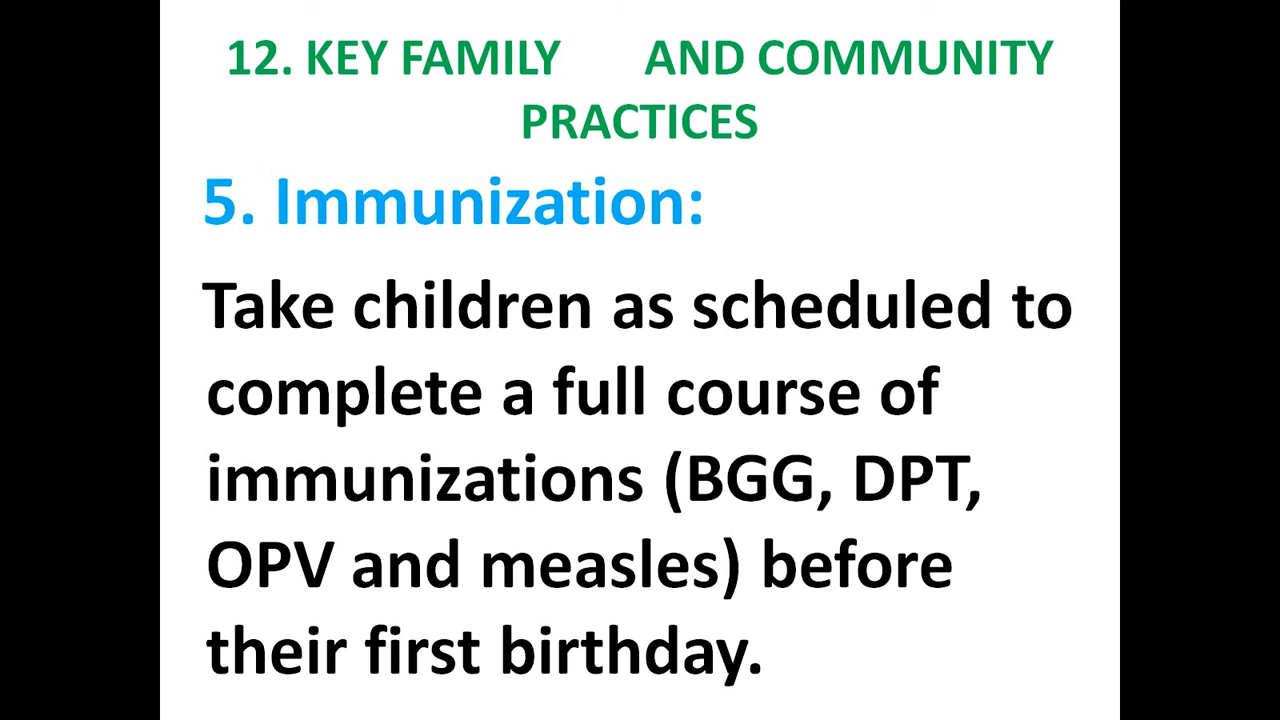 12. KEY FAMILY AND COMMUNITY
PRACTICES
5. Immunization:
Take children as scheduled to
complete a full course of
immunizations (BGG, DPT,
OPV and measles) before
their first birthday.